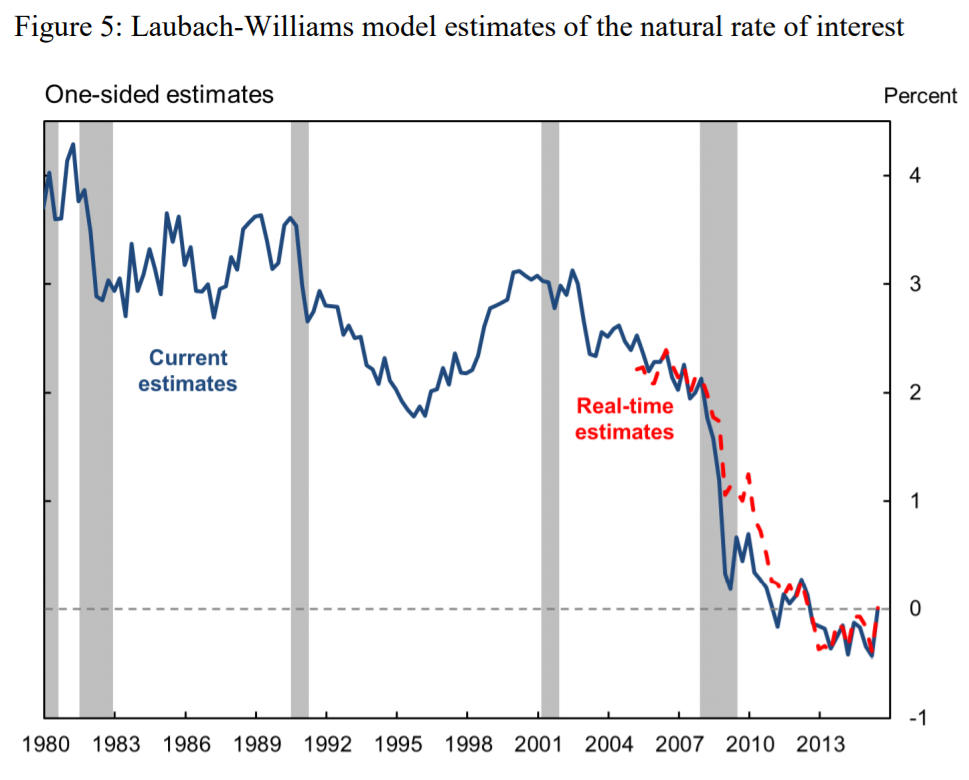 Figure 5: Laubach-Williams model estimates of the natural rate of interest
One-sided estimates
Percent
4
3
2
1
0
-1
Current
estimates
Real-time
estimates
1980 1983 1986 1989 1992 1995 1998 2001 2004 2007 2010 2013